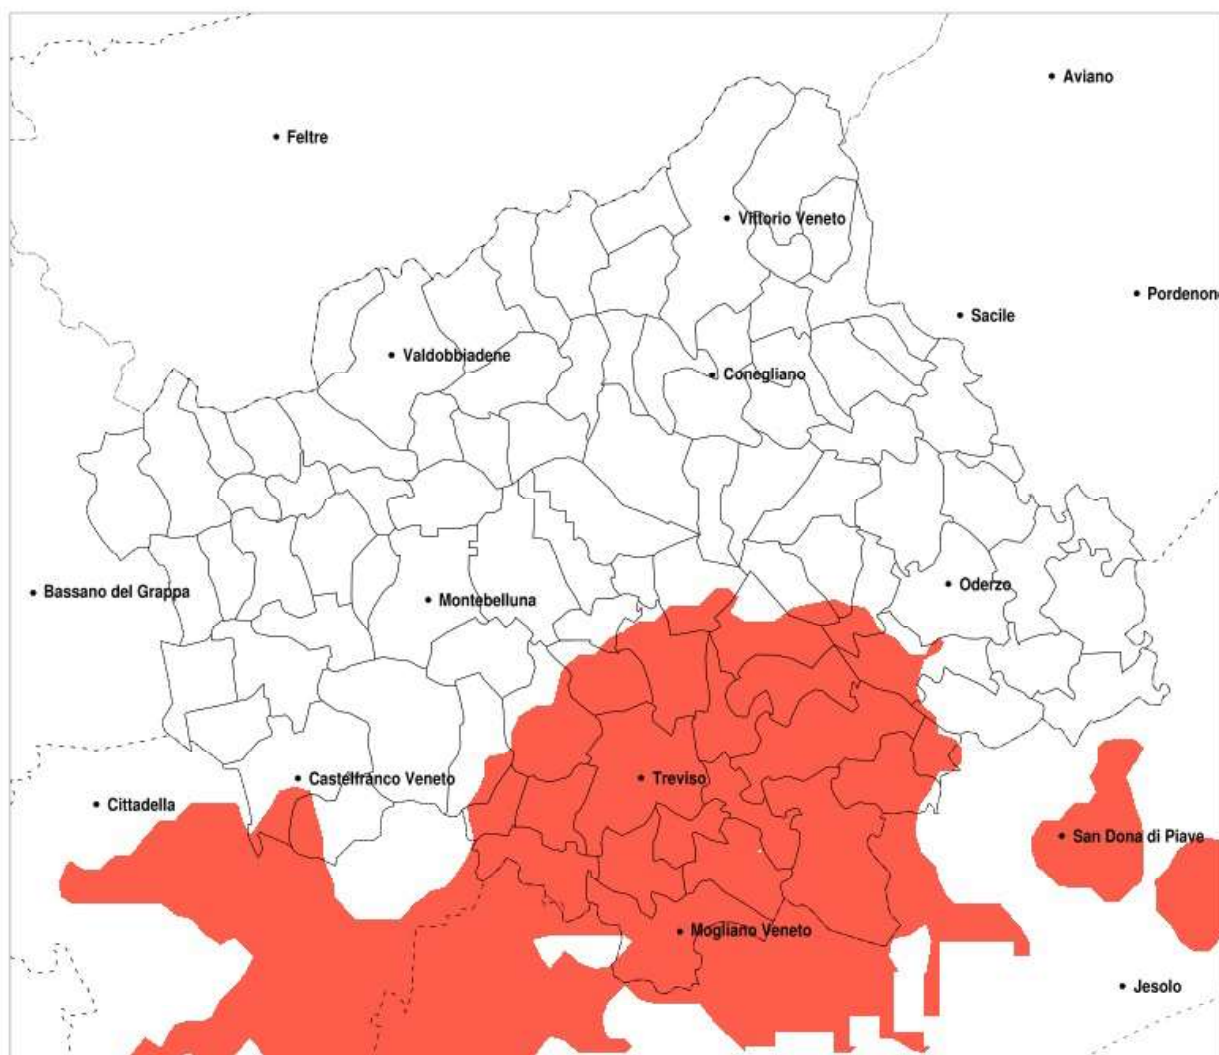 Aviano
Feltre
Vittorio Veneto
Pordenone
Sacile
Valdobbiadene
Conegliano
Bassano del Grappa
Oderzo
Montebelluna
Castelfranco Veneto
Treviso
Cittadella
San Dona di Piave
Mogliano Veneto
Jesolo